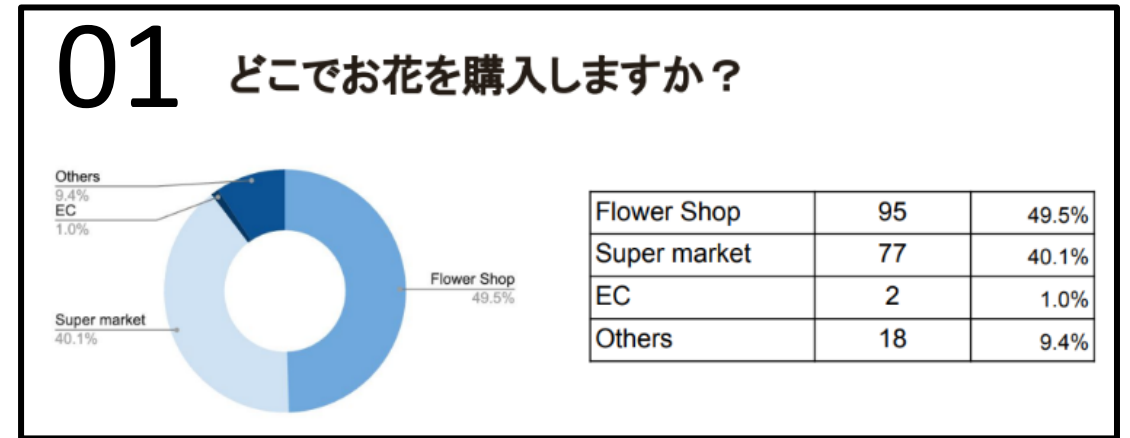 01 どこでお花を購入しますか？
Others
9.4%
EC
1.0%
Super market
40.1%
Flower Shop
49.5%
Flower Shop 95 49.5%
Super market 77 40.1%
EC 2 1.0%
Others 18 9.4%